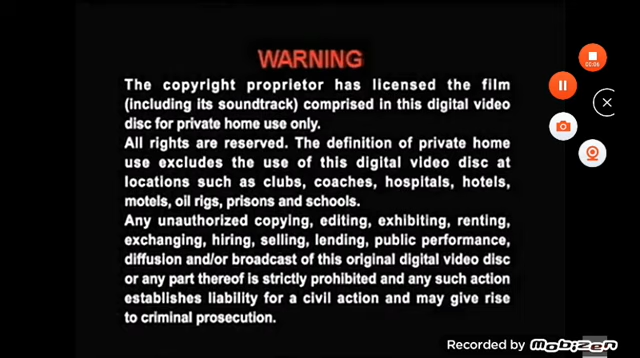 WARNING
The copyright proprietor has licensed the film
(including its soundtrack) comprised in this digital video
disc for private home use only.
All rights are reserved. The definition of private home
use excludes the use of this digital video disc at
locations such as clubs, coaches, hospitals, hotels,
motels, oil rigs, prisons and schools.
Any unauthorized copying, editing, exhibiting, renting,
exchanging, hiring, selling, lending, public performance,
diffusion and/or broadcast of this original digital video disc
or any part thereof is strictly prohibited and any such action
establishes liability for a civil action and may give rise
to criminal prosecution.
00:06
Recorded by Mobizen